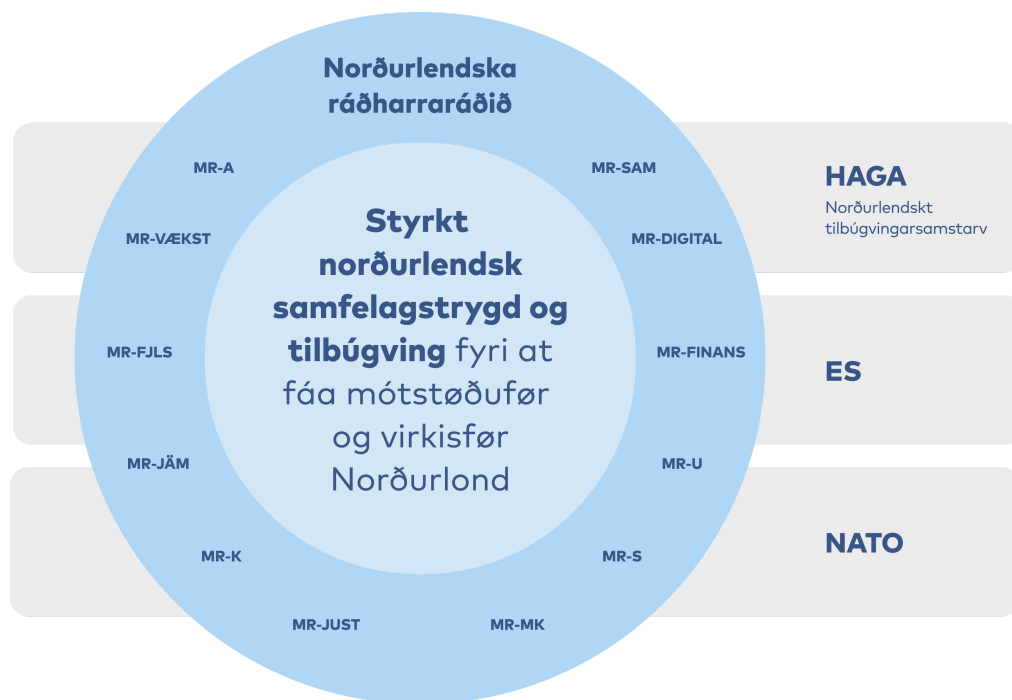 Norðurlendska
ráðharraráðið
MR-A
MR-SAM
MR-VÆKST
MR-DIGITAL
MR-FJLS
MR-FINANS
MR-JÄM
MR-U
MR-K
MR-S
MR-JUST
MR-MK
Styrkt
norðurlendsk
samfelagstrygd og
tilbúgving fyri at
fáa mótstøðufør
og virkisfør
Norðurlond
HAGA
Norðurlendskt
tilbúgvingarsamstarv
ES
NATO